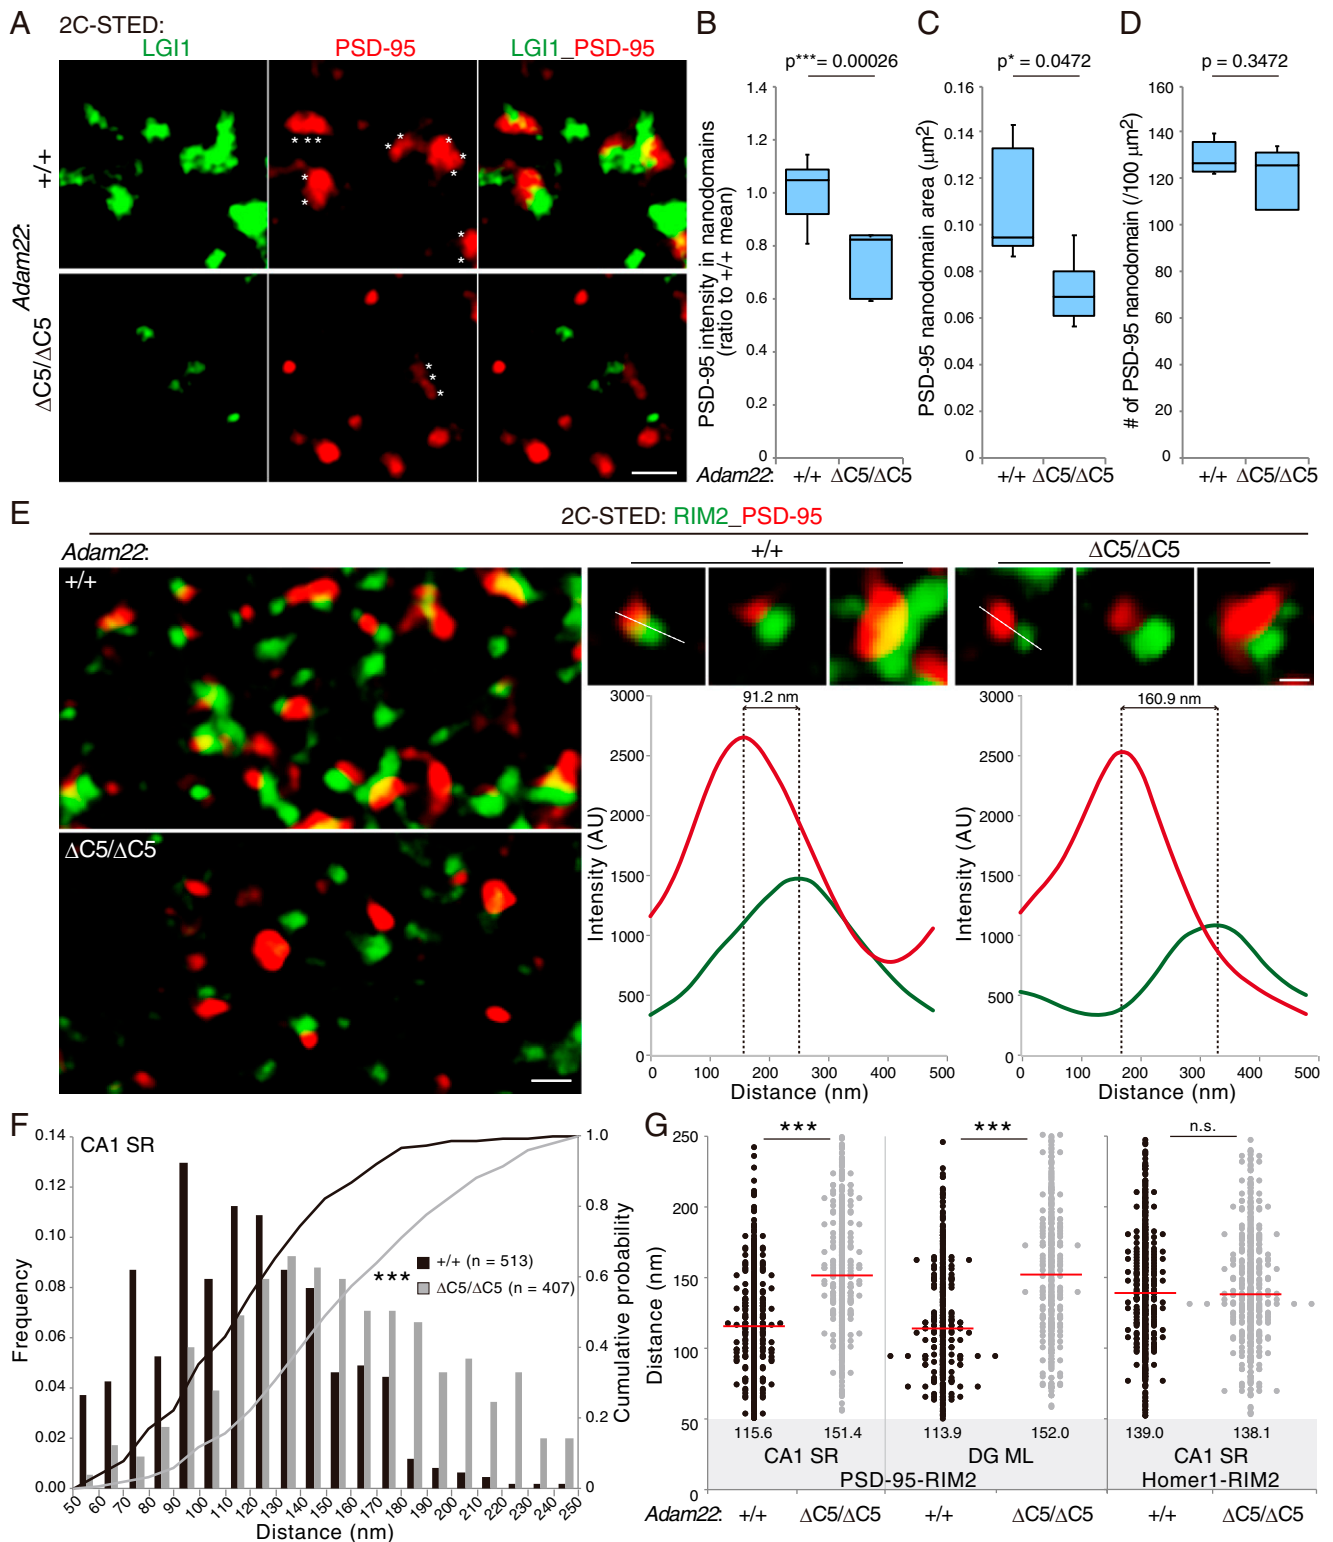 A
2C-STED:
LGI1
PSD-95
LGI1_PSD-95
Adam22:
+/+
ΔC5/ΔC5
* * *
*
*
*
*
*
*
*
*
*
*
*
*
B
p***= 0.00026
PSD-95 intensity in nanodomains
(ratio to +/+ mean)
1.4
1.2
1.0
0.8
0.6
0.4
0.2
0
Adam22:
+/+
ΔC5/ΔC5
C
p*= 0.0472
PSD-95 nanodomain area (μm2)
0.16
0.14
0.12
0.10
0.08
0.06
0.04
0.02
0
+/+
ΔC5/ΔC5
D
p = 0.3472
# of PSD-95 nanodomain (/100 μm2)
160
140
120
100
80
60
40
20
0
+/+
ΔC5/ΔC5
E
2C-STED: RIM2_PSD-95
Adam22:
+/+
ΔC5/ΔC5
+/+
ΔC5/ΔC5
91.2 nm
Intensity (AU)
3000
2500
2000
1500
1000
500
0
0 100 200 300 400 500
Distance (nm)
160.9 nm
Intensity (AU)
3000
2500
2000
1500
1000
500
0
0 100 200 300 400 500
Distance (nm)
F
CA1 SR
Frequency
0.14
0.12
0.10
0.08
0.06
0.04
0.02
0.00
1.0
0.8
0.6
0.4
0.2
0
Cumulative probability
***
+/+ (n = 513)
ΔC5/ΔC5 (n = 407)
50 60 70 80 90 100 110 120 130 140 150 160 170 180 190 200 210 220 230 240 250
Distance (nm)
G
*** *** n.s.
Distance (nm)
250
200
150
100
50
0
115.6 151.4 113.9 152.0 139.0 138.1
CA1 SR DG ML CA1 SR
PSD-95-RIM2 Homer1-RIM2
Adam22: +/+ ΔC5/ΔC5 +/+ ΔC5/ΔC5 +/+ ΔC5/ΔC5